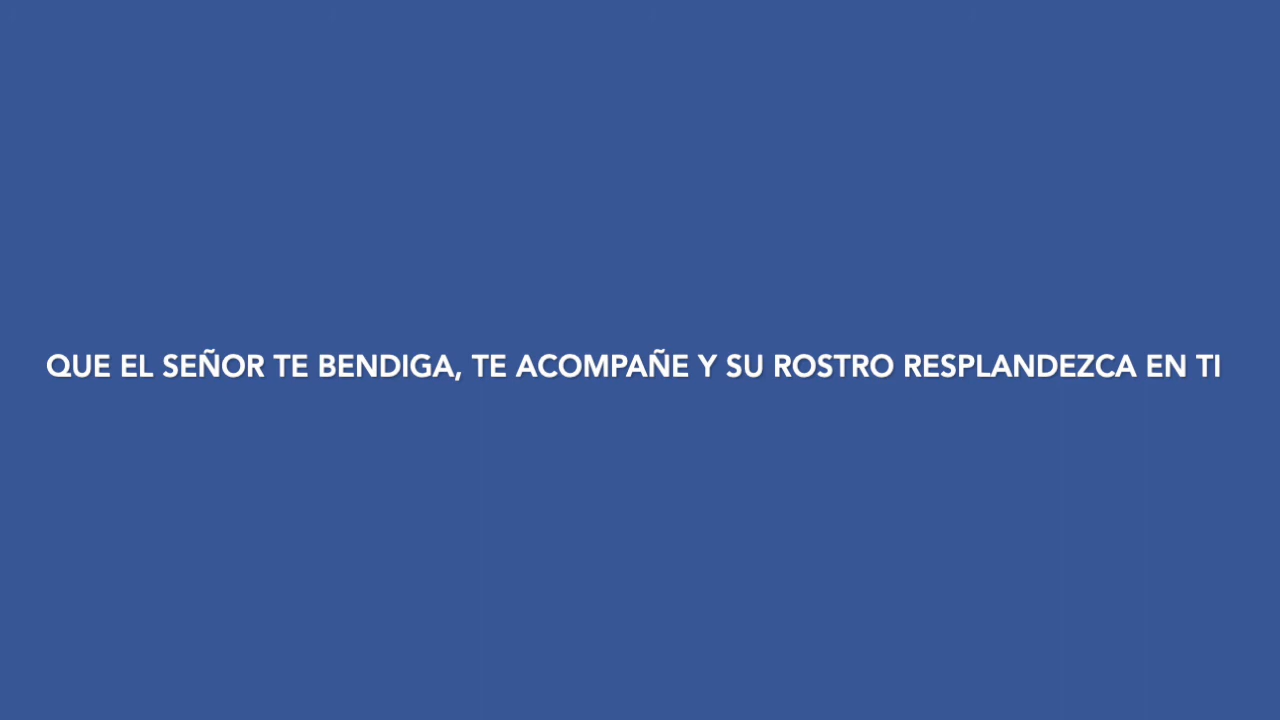 QUE EL SEÑOR TE BENDIGA, TE ACOMPAÑE Y SU ROSTRO RESPLANDEZCA EN TI